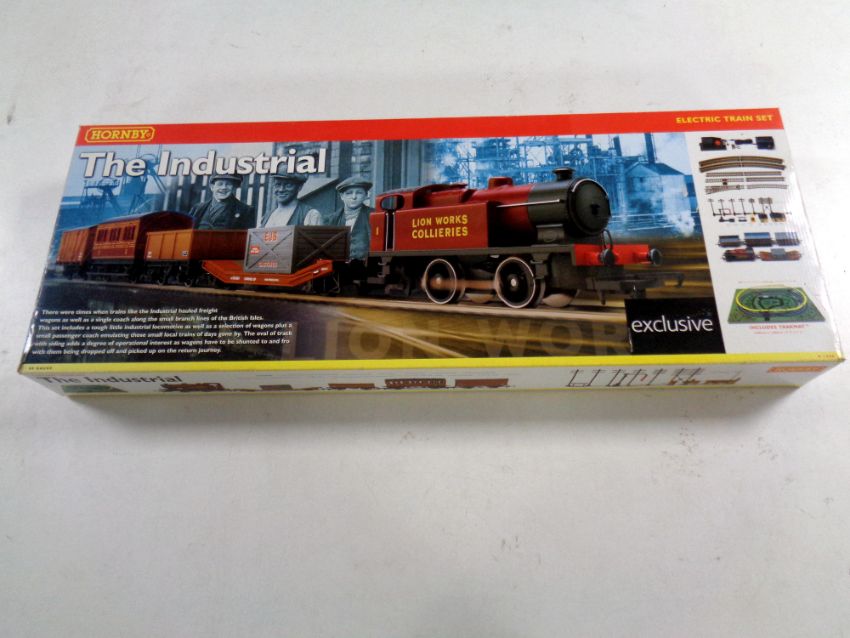 HORNBY
ELECTRIC TRAIN SET
The Industrial
LION WORKS
COLLIERIES
1
There were times when trains like the Industrial hauled freight
wagons as well as a single coach along the small branch lines of the British Isles.
This set includes a tough little industrial locomotive as well as a selection of wagons plus a
small passenger coach emulating those small local trains of days gone by. The oval of track
with siding adds a degree of operational interest as wagons have to be shunted to and fro
with them being dropped off and picked up on the return journey.
exclusive
INCLUDES TRAKMAT
The Industrial
HORNBY